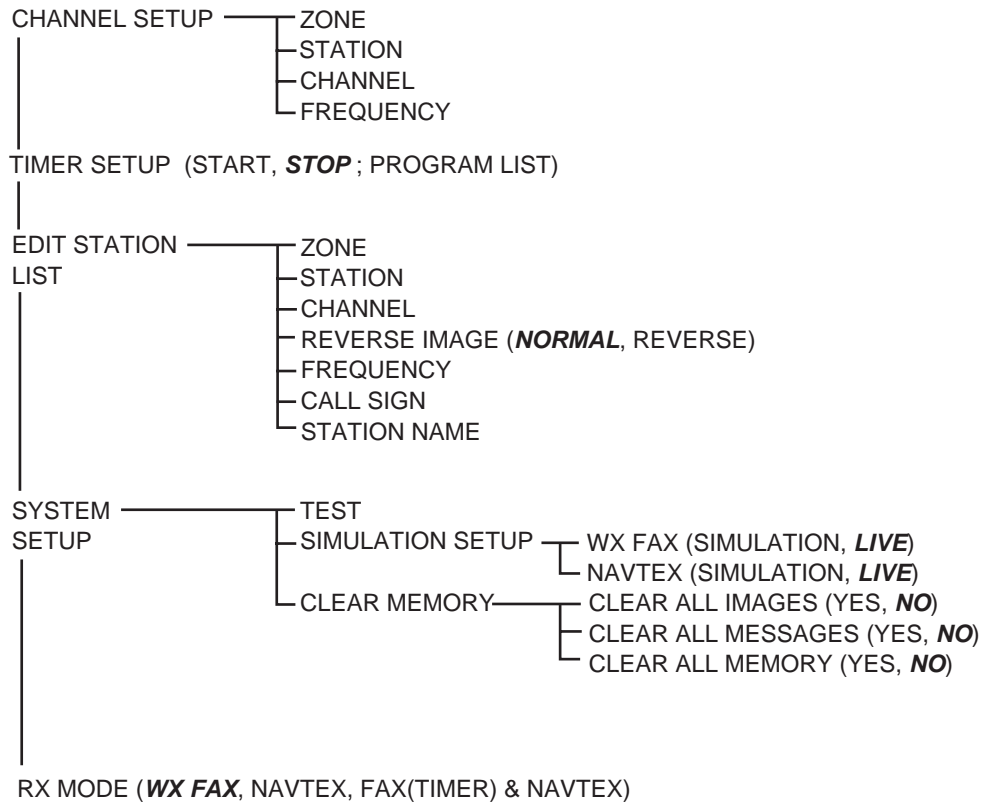 CHANNEL SETUP
ZONE
STATION
CHANNEL
FREQUENCY
TIMER SETUP (START, STOP ; PROGRAM LIST)
EDIT STATION
LIST
ZONE
STATION
CHANNEL
REVERSE IMAGE (NORMAL, REVERSE)
FREQUENCY
CALL SIGN
STATION NAME
SYSTEM
SETUP
TEST
SIMULATION SETUP
WX FAX (SIMULATION, LIVE)
NAVTEX (SIMULATION, LIVE)
CLEAR MEMORY
CLEAR ALL IMAGES (YES, NO)
CLEAR ALL MESSAGES (YES, NO)
CLEAR ALL MEMORY (YES, NO)
RX MODE (WX FAX, NAVTEX, FAX(TIMER) & NAVTEX)